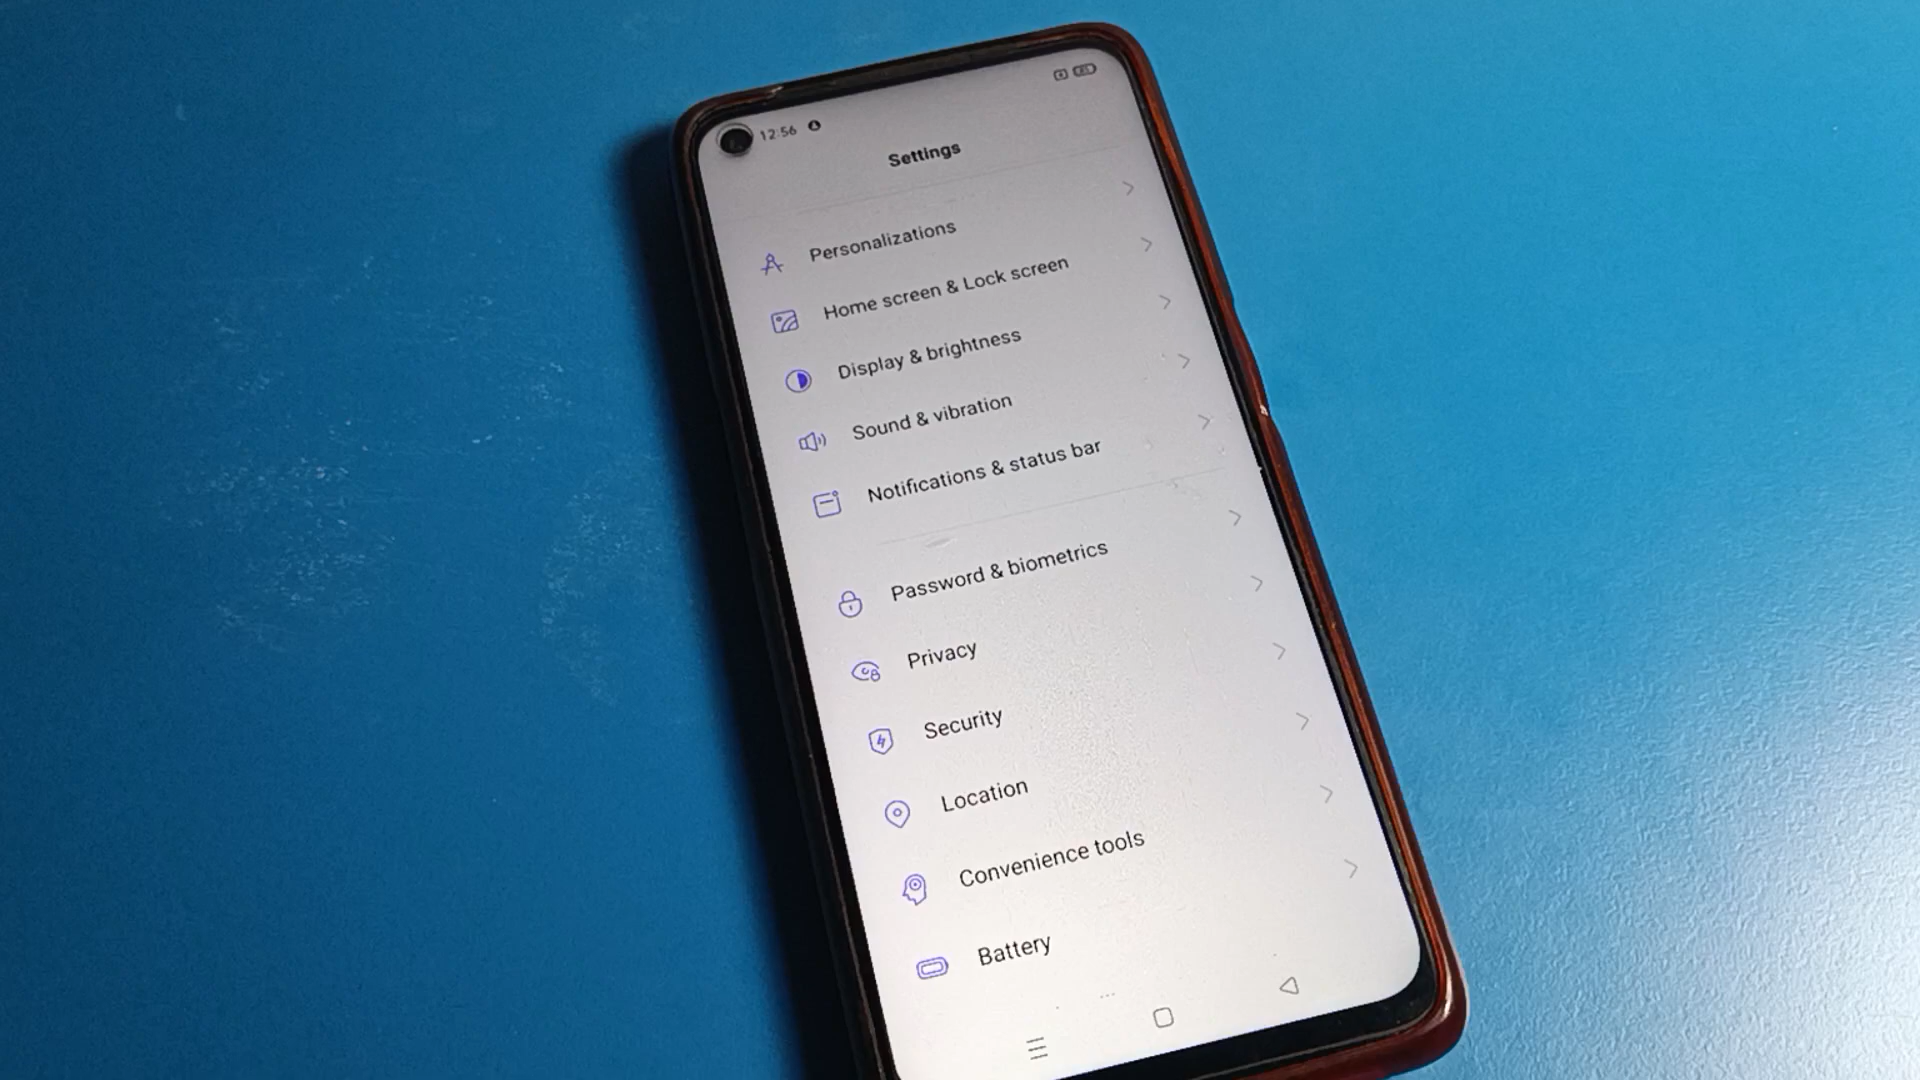 12:56
Settings
Personalizations
Home screen & Lock screen
Display & brightness
Sound & vibration
Notifications & status bar
Password & biometrics
Privacy
Security
Location
Convenience tools
Battery